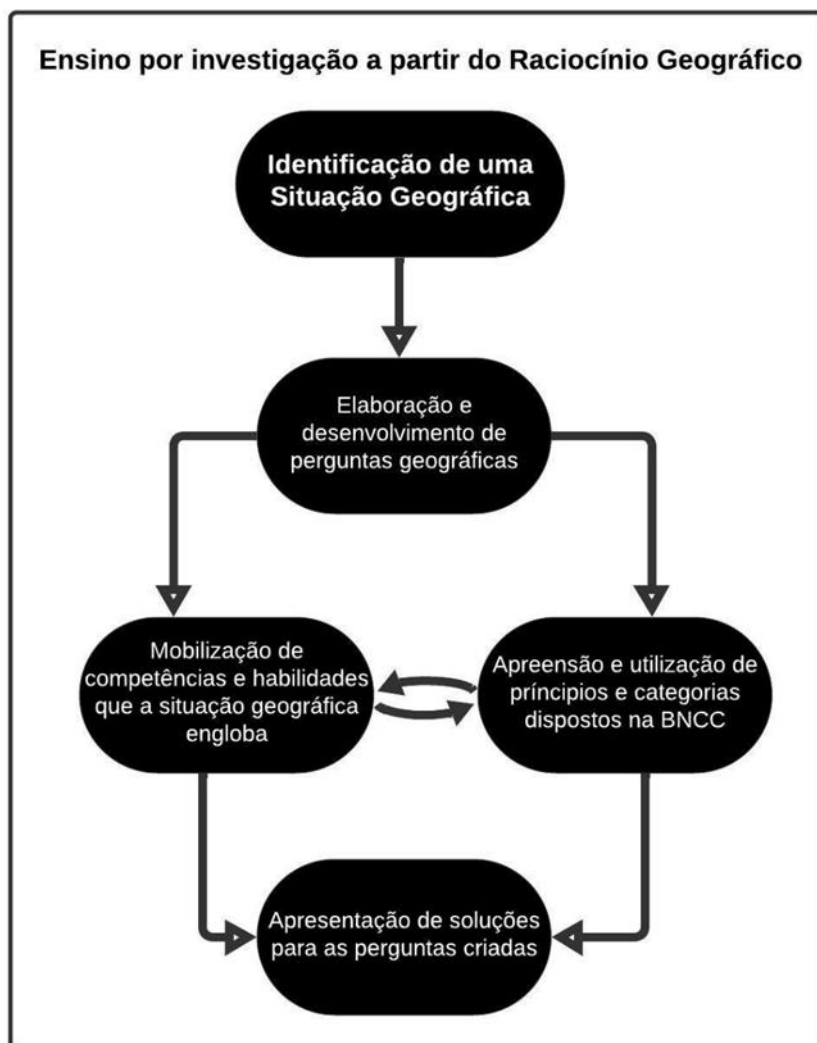 Ensino por investigação a partir do Raciocínio Geográfico
Identificação de uma
Situação Geográfica
Elaboração e
desenvolvimento de
perguntas geográficas
Mobilização de
competências e habilidades
que a situação geográfica
engloba
Apreensão e utilização de
príncipios e categorias
dispostos na BNCC
Apresentação de soluções
para as perguntas criadas